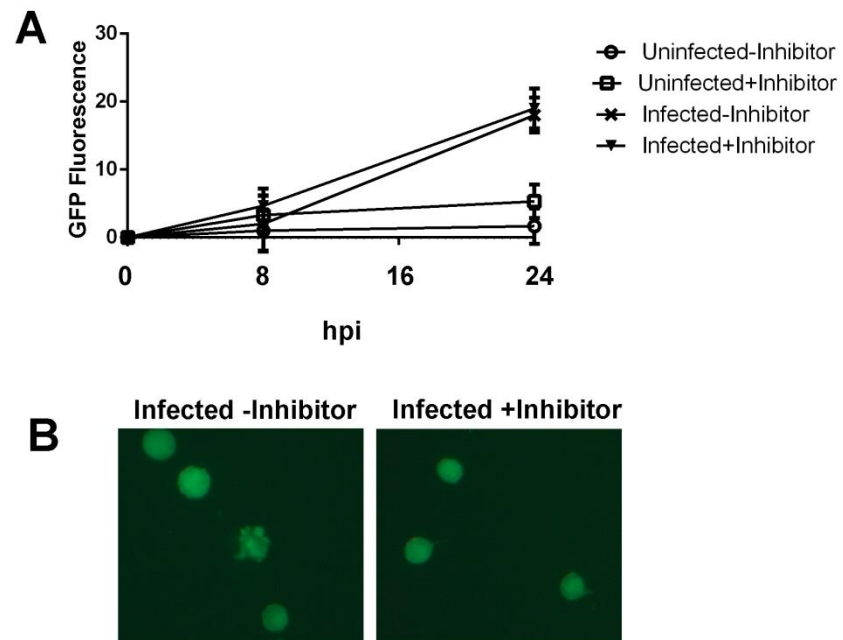 A
GFP Fluorescence
30
20
10
0
0 8 16 24
hpi
Uninfected-Inhibitor
Uninfected+Inhibitor
Infected-Inhibitor
Infected+Inhibitor
B
Infected -Inhibitor
Infected +Inhibitor